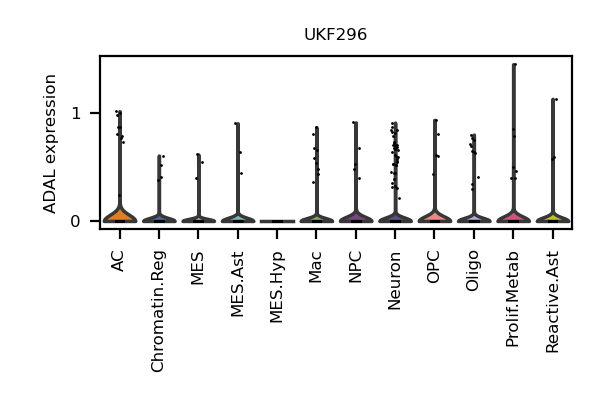 UKF296
ADAL expression
1
0
AC
Chromatin.Reg
MES
MES.Ast
MES.Hyp
Mac
NPC
Neuron
OPC
Oligo
Prolif.Metab
Reactive.Ast